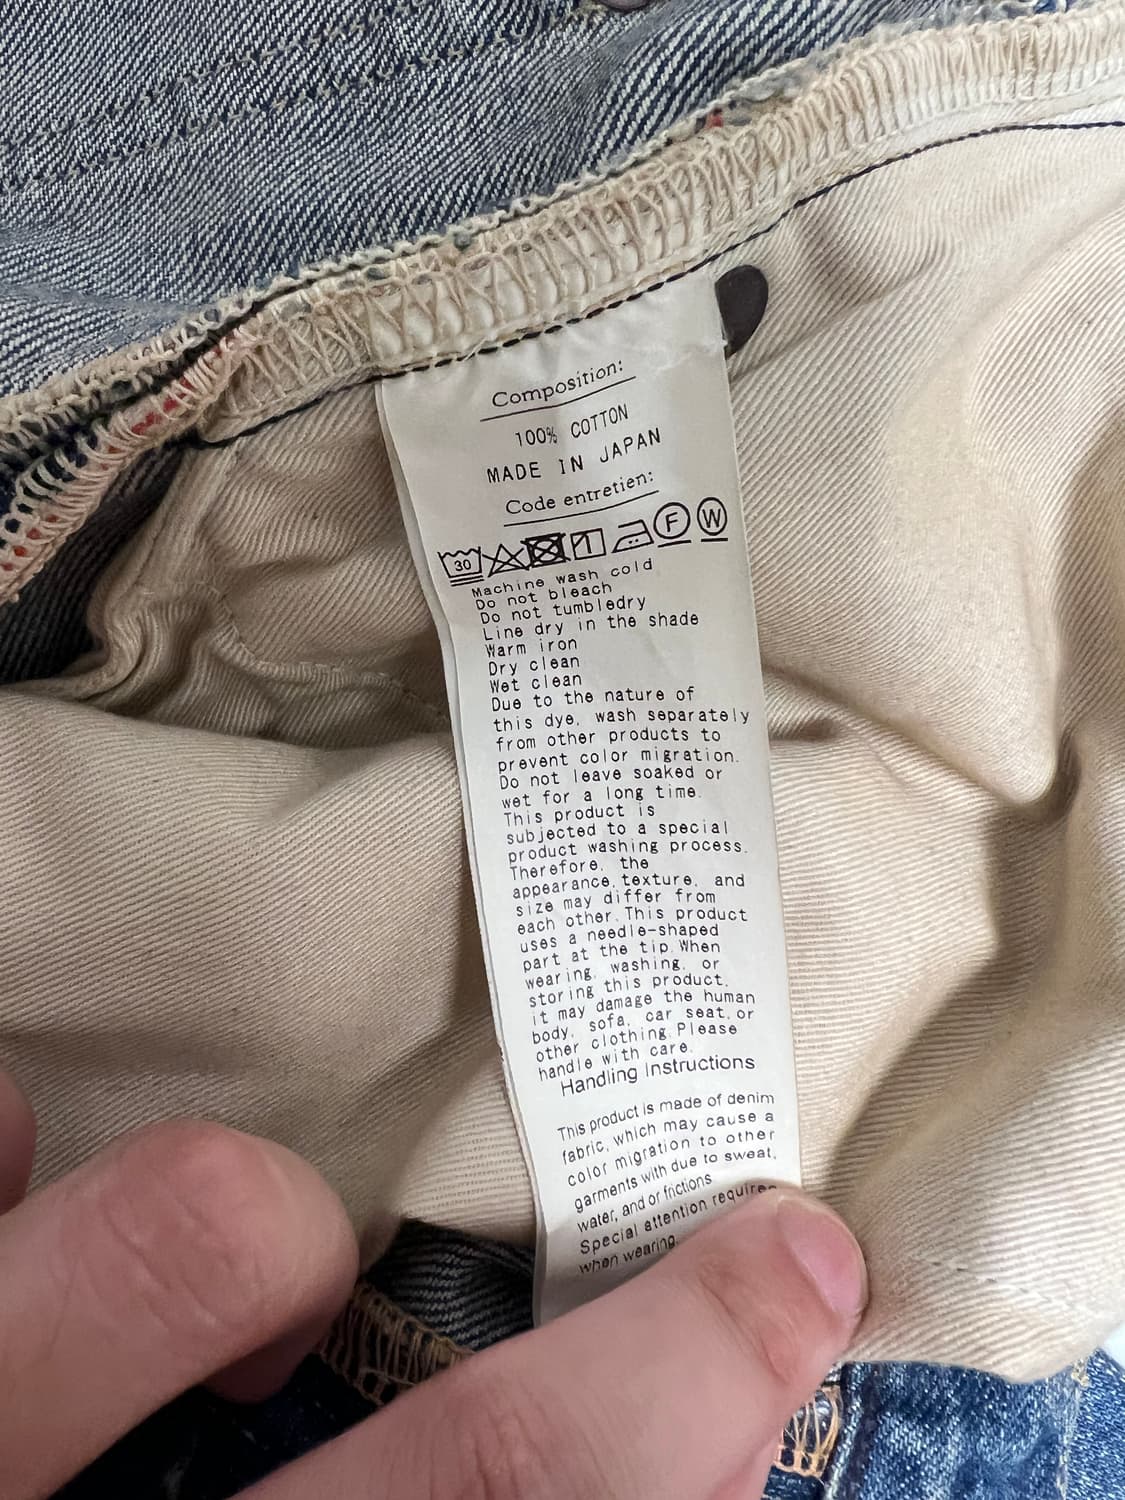 Composition:
100% COTTON
MADE IN JAPAN
Code entretien:
30 F W
Machine wash cold
Do not bleach
Do not tumbledry
Line dry in the shade
Warm iron
Dry clean
Wet clean
Due to the nature of
this dye, wash separately
from other products to
prevent color migration.
Do not leave soaked or
wet for a long time.
This product is
subjected to a special
product washing process.
Therefore, the
appearance, texture, and
size may differ from
each other. This product
uses a needle-shaped
part at the tip. When
wearing, washing, or
storing this product,
it may damage the human
body, sofa, car seat, or
other clothing. Please
handle with care.
Handling Instructions
This product is made of denim
fabric, which may cause a
color migration to other
garments with due to sweat,
water, and or frictions
Special attention require
when wearing.